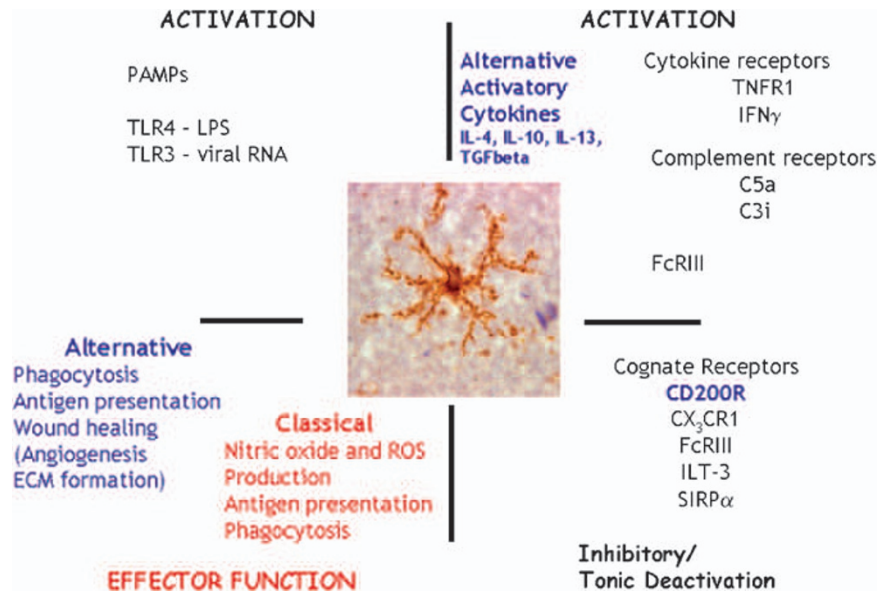 ACTIVATION
PAMPs
TLR4 - LPS
TLR3 - viral RNA
ACTIVATION
Alternative
Activatory
Cytokines
IL-4, IL-10, IL-13,
TGFbeta
Cytokine receptors
TNFR1
IFNγ
Complement receptors
C5a
C3i
FcRIII
Alternative
Phagocytosis
Antigen presentation
Wound healing
(Angiogenesis
ECM formation)
Classical
Nitric oxide and ROS
Production
Antigen presentation
Phagocytosis
EFFECTOR FUNCTION
Cognate Receptors
CD200R
CX₃CR1
FcRIII
ILT-3
SIRPα
Inhibitory/
Tonic Deactivation